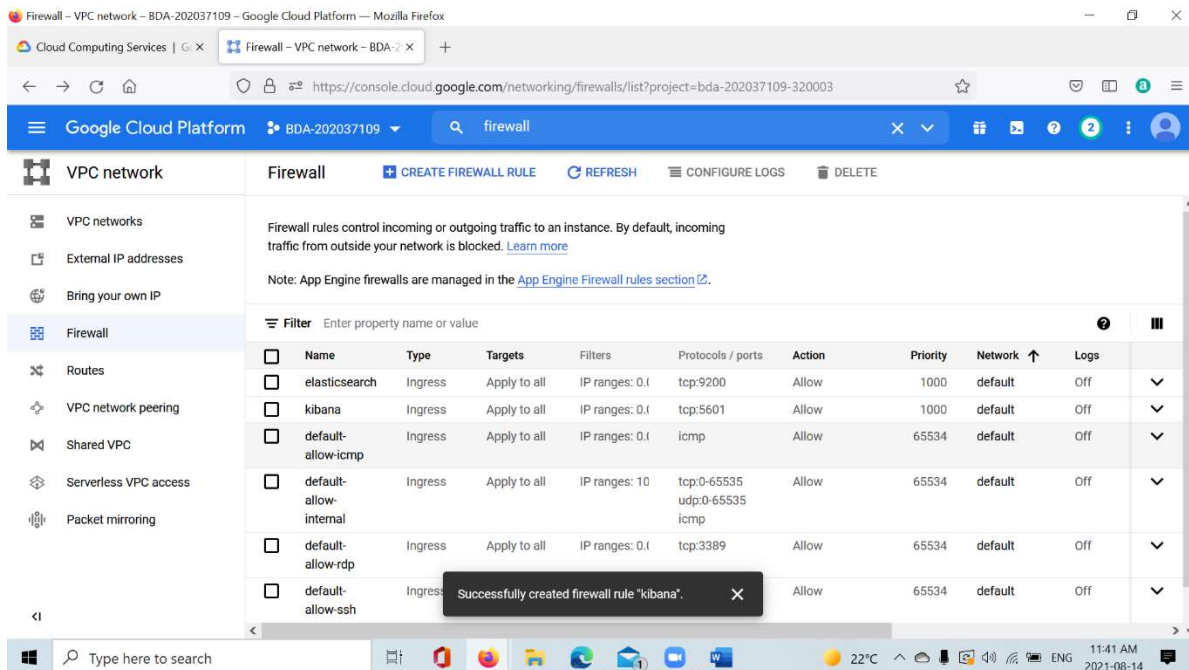 Firewall – VPC network – BDA-202037109 – Google Cloud Platform — Mozilla Firefox
Cloud Computing Services | G
Firewall – VPC network – BDA-2
https://console.cloud.google.com/networking/firewalls/list?project=bda-202037109-320003
a
Google Cloud Platform
BDA-202037109
firewall
2
VPC network
Firewall
CREATE FIREWALL RULE
REFRESH
CONFIGURE LOGS
DELETE
VPC networks
External IP addresses
Bring your own IP
Firewall
Routes
VPC network peering
Shared VPC
Serverless VPC access
Packet mirroring
Firewall rules control incoming or outgoing traffic to an instance. By default, incoming
traffic from outside your network is blocked. Learn more
Note: App Engine firewalls are managed in the App Engine Firewall rules section.
Filter Enter property name or value
Name Type Targets Filters Protocols / ports Action Priority Network Logs
elasticsearch Ingress Apply to all IP ranges: 0.0 tcp:9200 Allow 1000 default Off
kibana Ingress Apply to all IP ranges: 0.0 tcp:5601 Allow 1000 default Off
default- Ingress Apply to all IP ranges: 0.0 icmp Allow 65534 default Off
allow-icmp
default- Ingress Apply to all IP ranges: 10 tcp:0-65535 Allow 65534 default Off
allow- udp:0-65535
internal icmp
default- Ingress Apply to all IP ranges: 0.0 tcp:3389 Allow 65534 default Off
allow-rdp
default- Ingress Allow 65534 default Off
allow-ssh
Successfully created firewall rule "kibana".
Type here to search
1
22°C
ENG
11:41 AM
2021-08-14